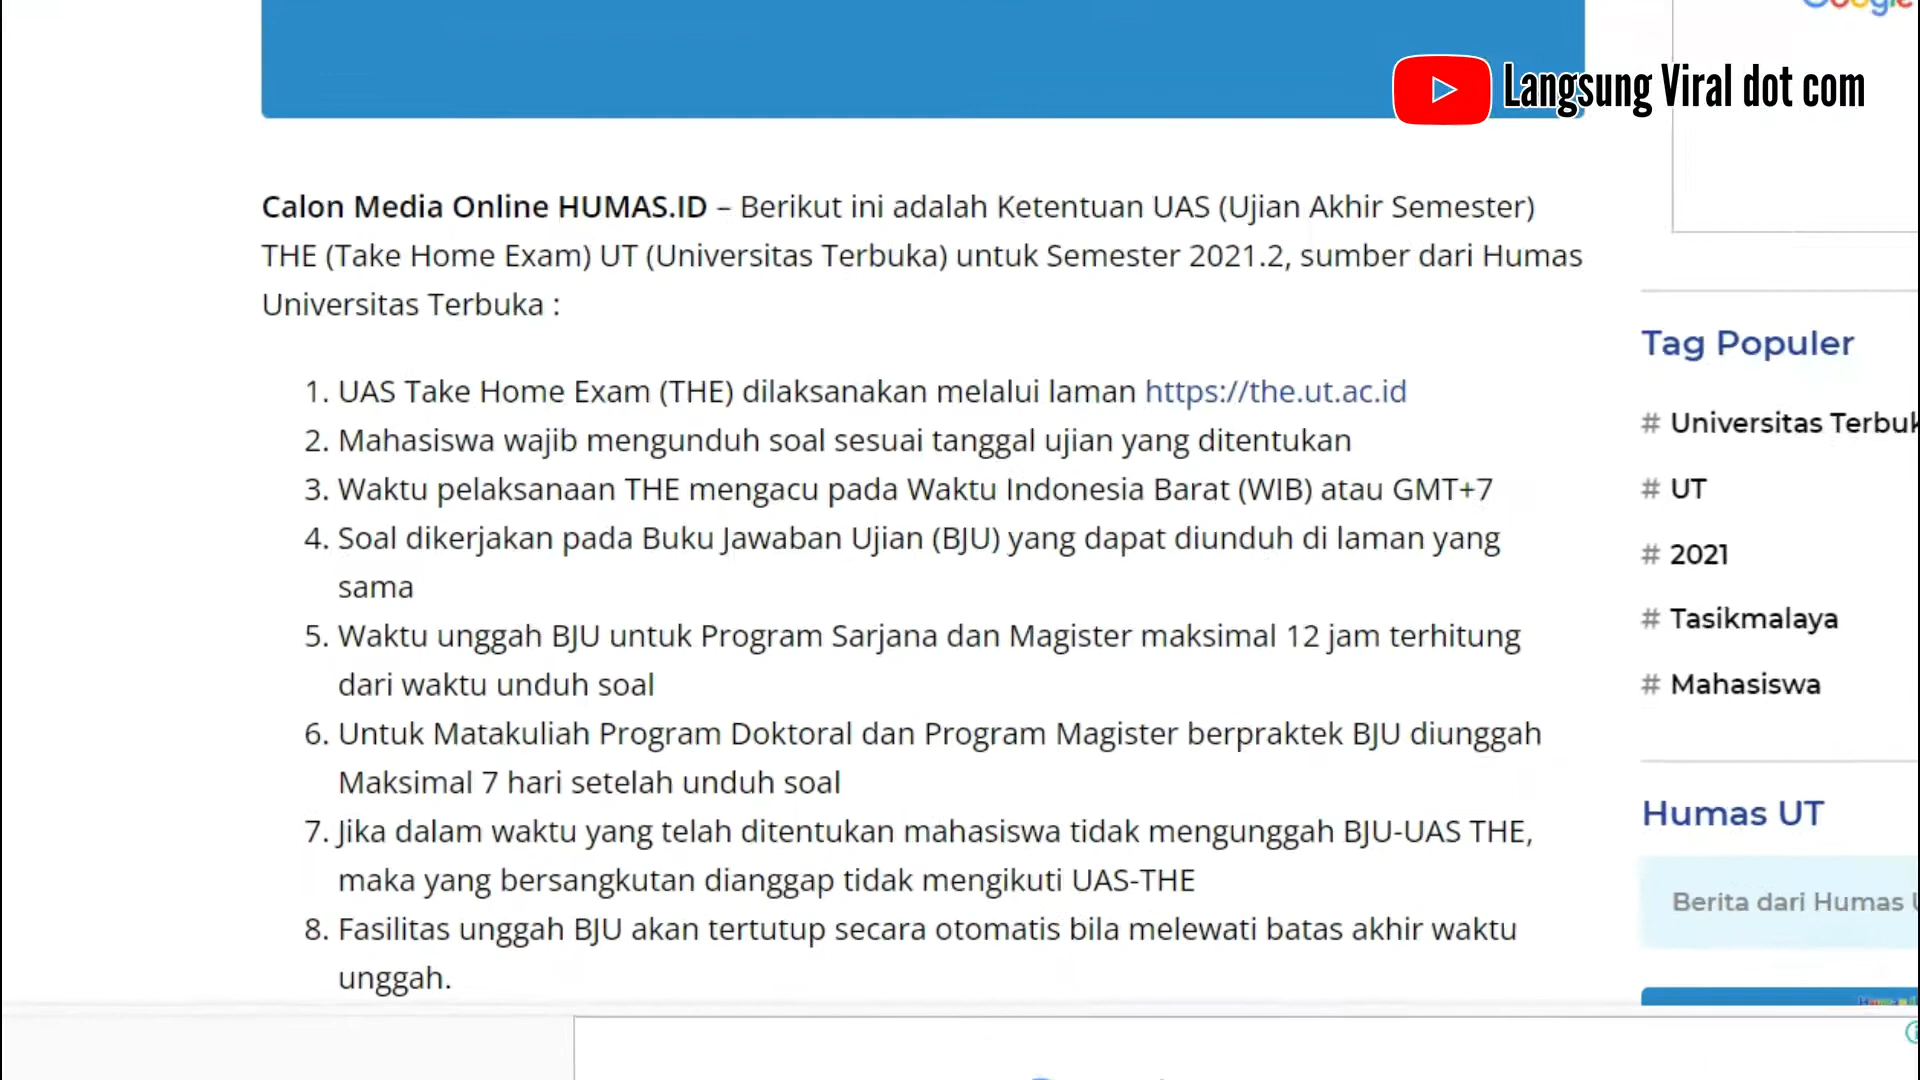 Langsung Viral dot com
Calon Media Online HUMAS.ID – Berikut ini adalah Ketentuan UAS (Ujian Akhir Semester)
THE (Take Home Exam) UT (Universitas Terbuka) untuk Semester 2021.2, sumber dari Humas
Universitas Terbuka :
1. UAS Take Home Exam (THE) dilaksanakan melalui laman https://the.ut.ac.id
2. Mahasiswa wajib mengunduh soal sesuai tanggal ujian yang ditentukan
3. Waktu pelaksanaan THE mengacu pada Waktu Indonesia Barat (WIB) atau GMT+7
4. Soal dikerjakan pada Buku Jawaban Ujian (BJU) yang dapat diunduh di laman yang
sama
5. Waktu unggah BJU untuk Program Sarjana dan Magister maksimal 12 jam terhitung
dari waktu unduh soal
6. Untuk Matakuliah Program Doktoral dan Program Magister berpraktek BJU diunggah
Maksimal 7 hari setelah unduh soal
7. Jika dalam waktu yang telah ditentukan mahasiswa tidak mengunggah BJU-UAS THE,
maka yang bersangkutan dianggap tidak mengikuti UAS-THE
8. Fasilitas unggah BJU akan tertutup secara otomatis bila melewati batas akhir waktu
unggah.
Google
Tag Populer
# Universitas Terbuk
# UT
# 2021
# Tasikmalaya
# Mahasiswa
Humas UT
Berita dari Humas U